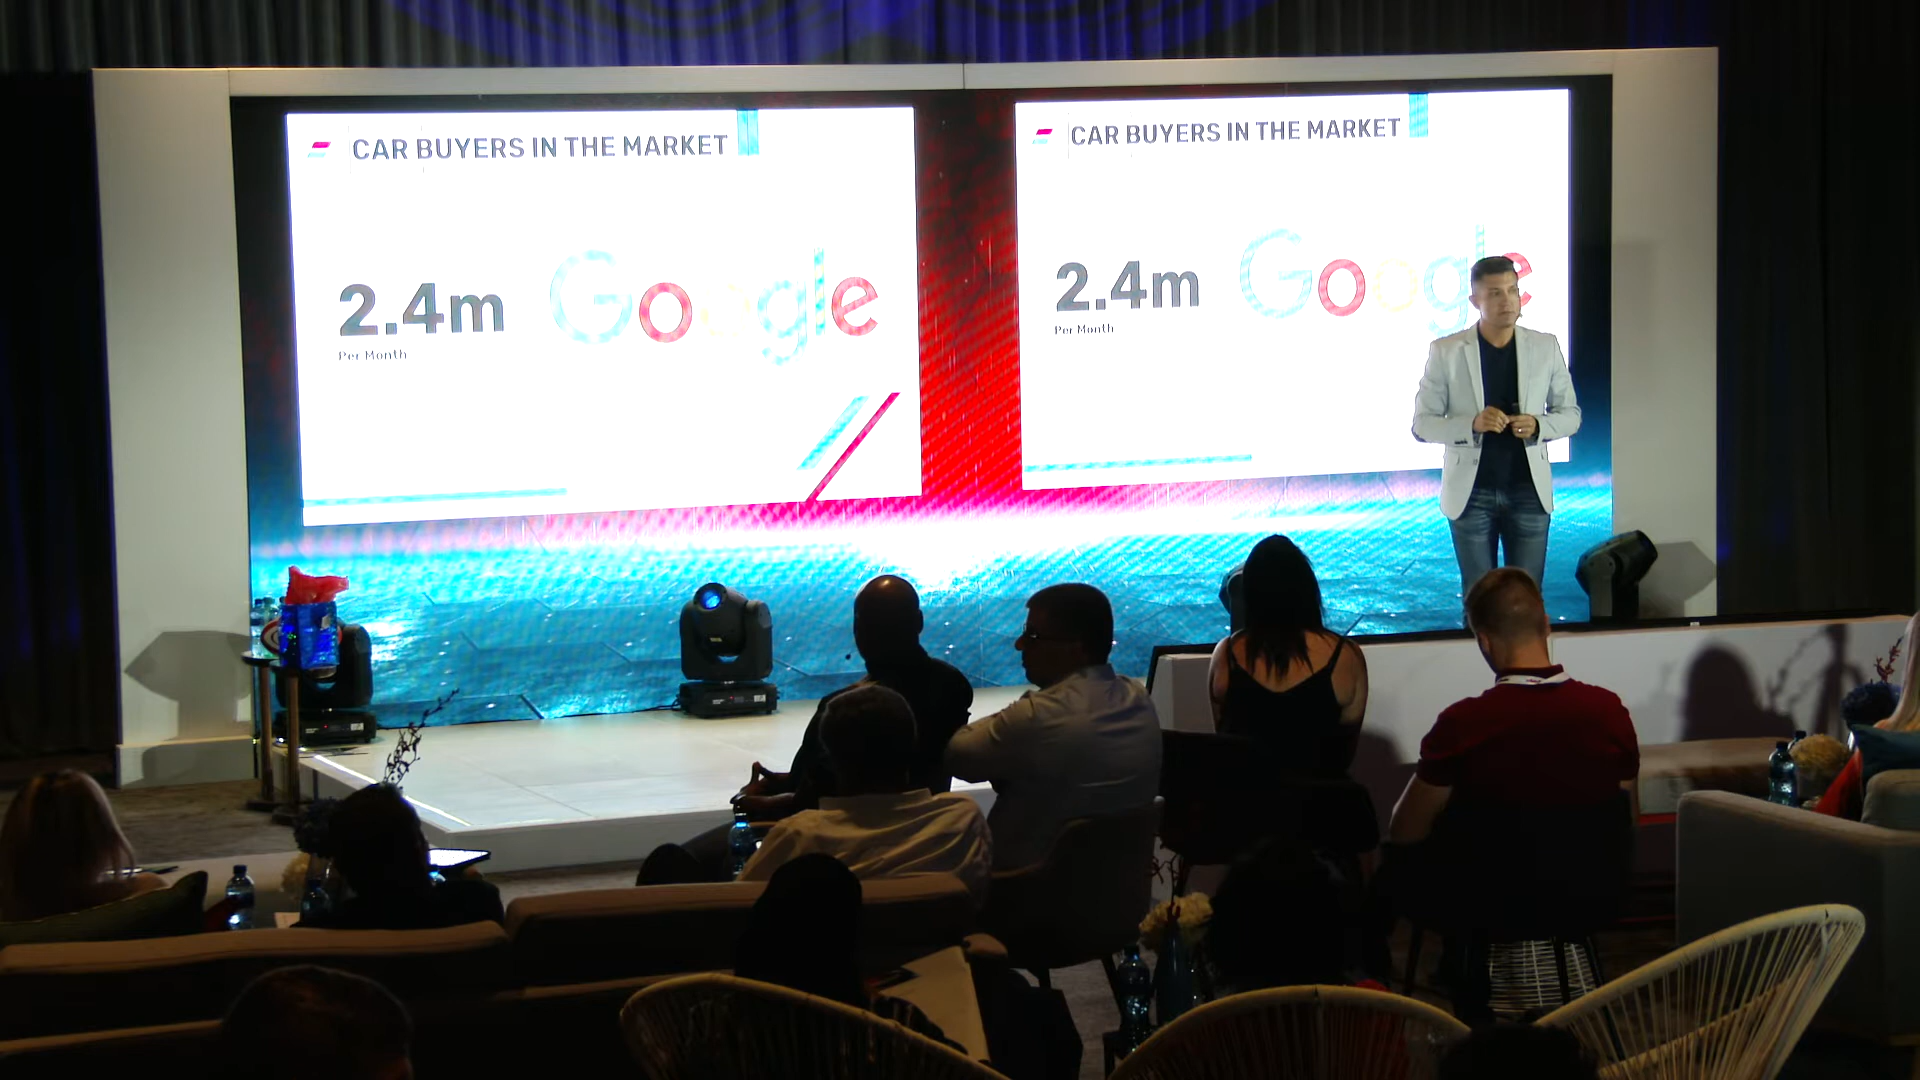 CAR BUYERS IN THE MARKET
2.4m
Google
Per Month
CAR BUYERS IN THE MARKET
2.4m
Google
Per Month